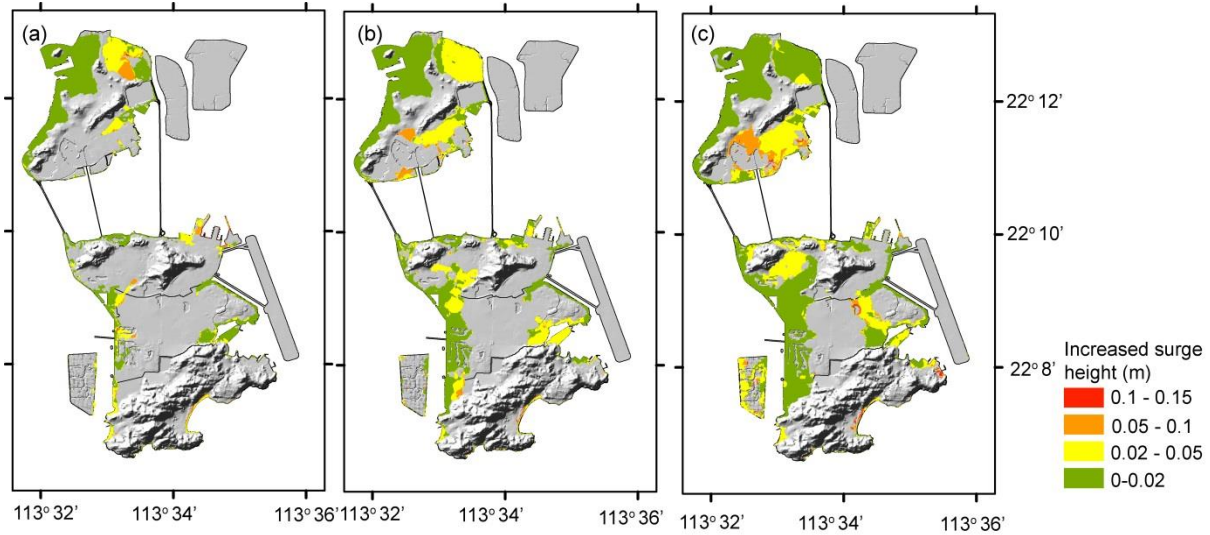 (a)
(b)
(c)
22° 12'
22° 10'
22° 8'
Increased surge
height (m)
0.1 - 0.15
0.05 - 0.1
0.02 - 0.05
0-0.02
113° 32' 113° 34' 113° 36'
113° 32' 113° 34' 113° 36'
113° 32' 113° 34' 113° 36'